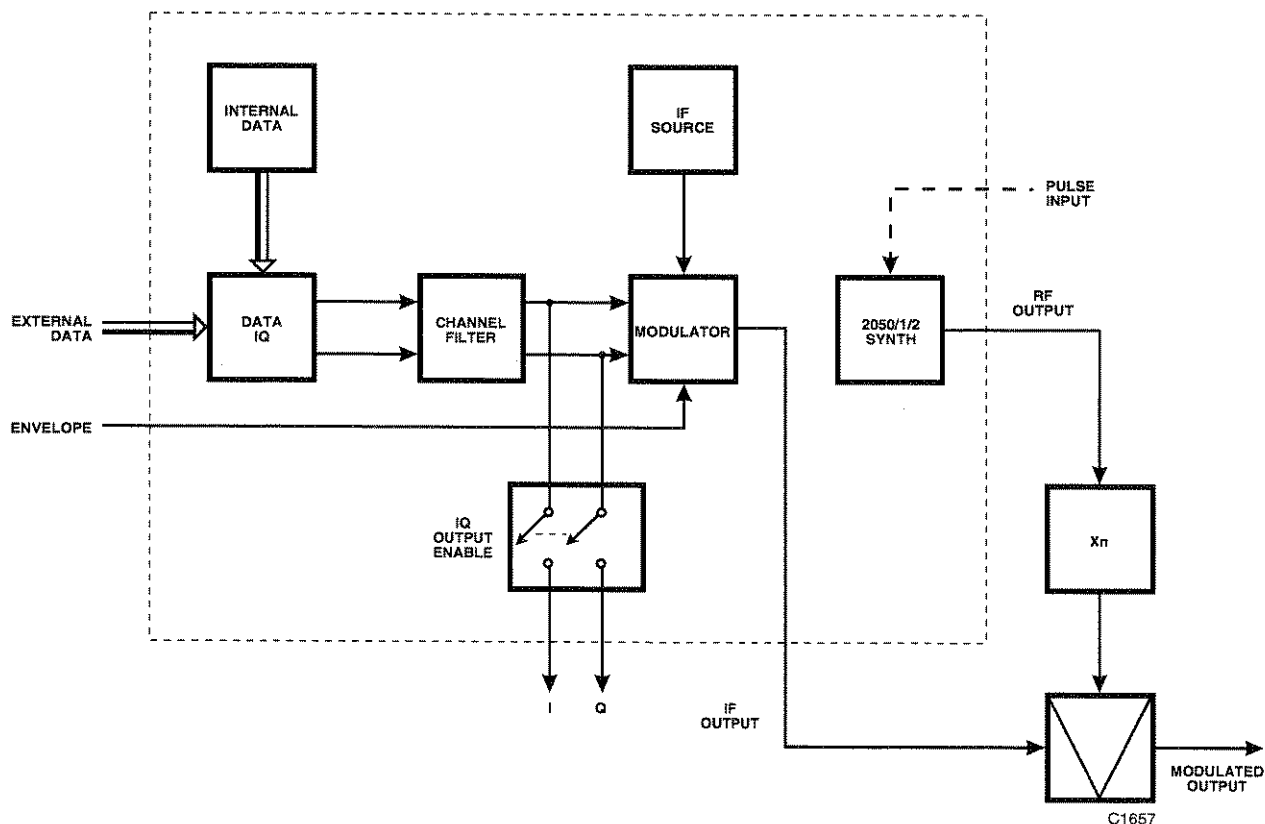 INTERNAL
DATA
IF
SOURCE
PULSE
INPUT
EXTERNAL
DATA
DATA
IQ
CHANNEL
FILTER
MODULATOR
2050/1/2
SYNTH
RF
OUTPUT
ENVELOPE
IQ
OUTPUT
ENABLE
Xn
I
Q
IF
OUTPUT
MODULATED
OUTPUT
C1657